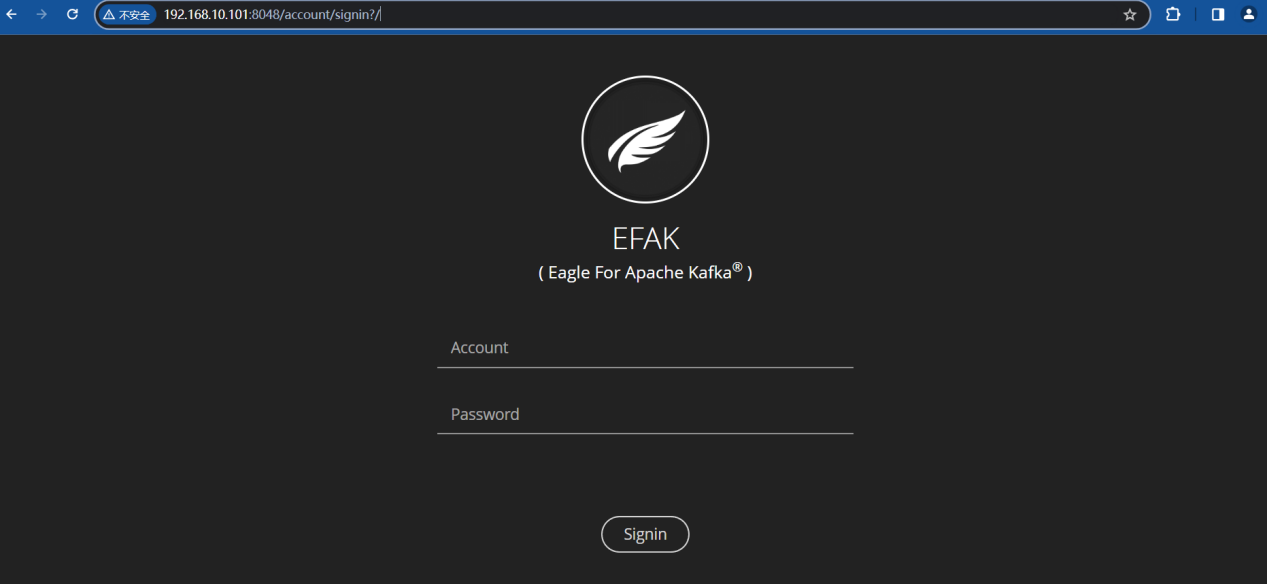 不安全 192.168.10.101:8048/account/signin?/
EFAK
( Eagle For Apache Kafka® )
Account
Password
Signin